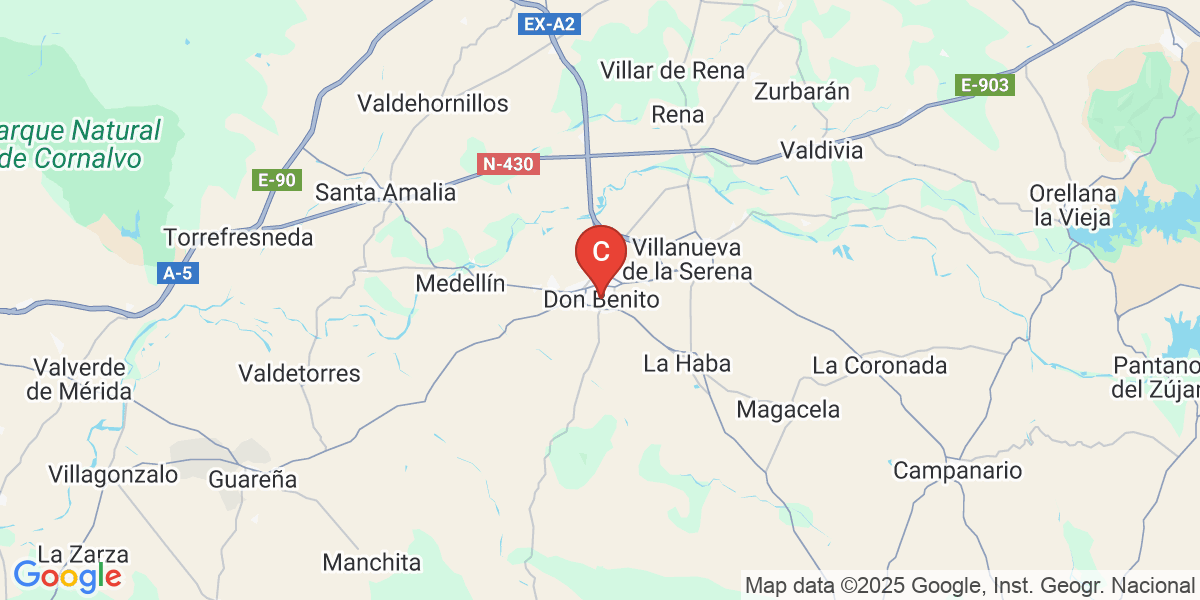 EX-A2
Villar de Rena
Zurbarán
E-903
Valdehornillos
Rena
arque Natural
de Cornalvo
N-430
Valdivia
E-90
Santa Amalia
Orellana
la Vieja
Torrefresneda
C
Villanueva
de la Serena
A-5
Medellín
Don Benito
Valverde
de Mérida
Valdetorres
La Haba
La Coronada
Pantano
del Zújar
Magacela
Villagonzalo
Guareña
Campanario
La Zarza
Manchita
Google
Map data ©2025 Google, Inst. Geogr. Nacional